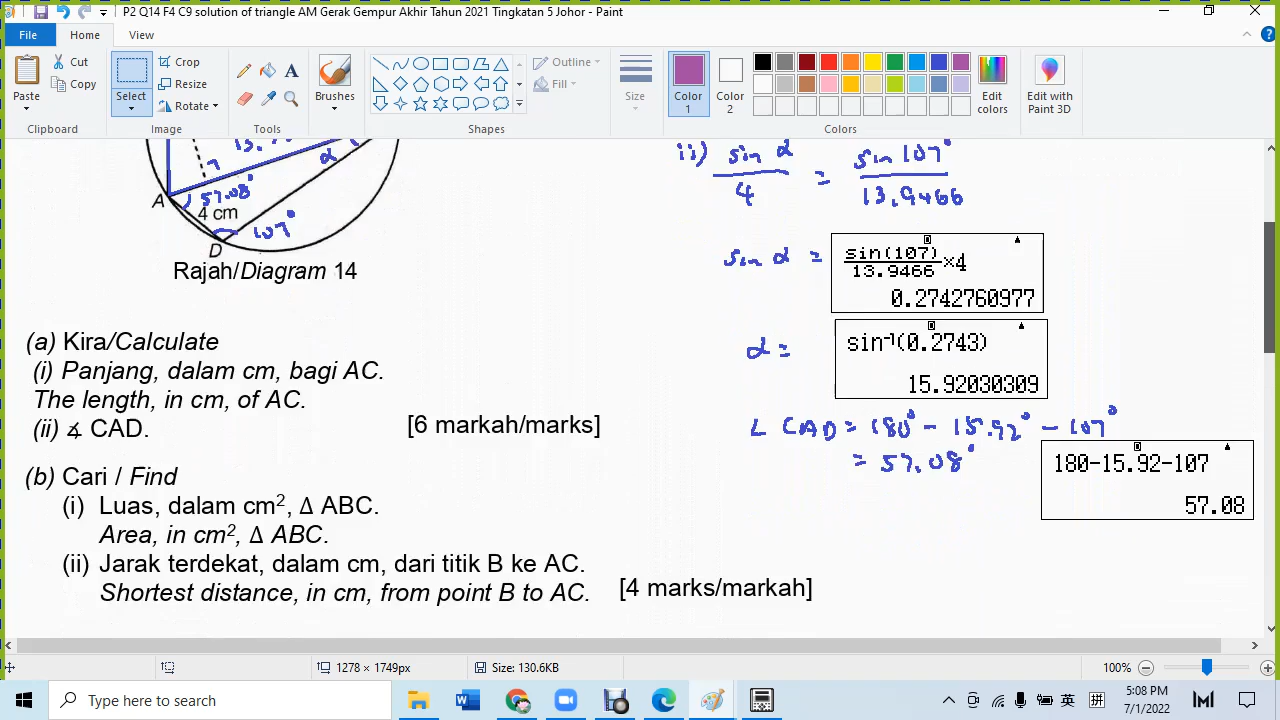 P2 Q14 F4 C9 solution of triangle AM Gerak Gempur Akhir Tahun 2021 Tingkatan 5 Johor - Paint
File
Home
View
Paste
Cut
Copy
Clipboard
Select
Crop
Resize
Rotate
Image
Tools
Brushes
Shapes
Outline
Fill
Size
Color 1
Color 2
Edit colors
Colors
Edit with Paint 3D
α
A
57.08°
4 cm
107°
D
Rajah/Diagram 14
(a) Kira/Calculate
(i) Panjang, dalam cm, bagi AC.
The length, in cm, of AC.
(ii) ∡ CAD.
[6 markah/marks]
(b) Cari / Find
(i) Luas, dalam cm², Δ ABC.
Area, in cm², Δ ABC.
(ii) Jarak terdekat, dalam cm, dari titik B ke AC.
Shortest distance, in cm, from point B to AC.
[4 marks/markah]
ii) sin α / 4 = sin 107° / 13.9466
sin α =
sin(107) / 13.9466 ×4
0.2742760977
α =
sin⁻¹(0.2743)
15.92030309
∠ CAD = 180° - 15.92° - 107°
= 57.08°
180-15.92-107
57.08
1278 × 1749px
Size: 130.6KB
100%
Type here to search
英
拼
5:08 PM
7/1/2022